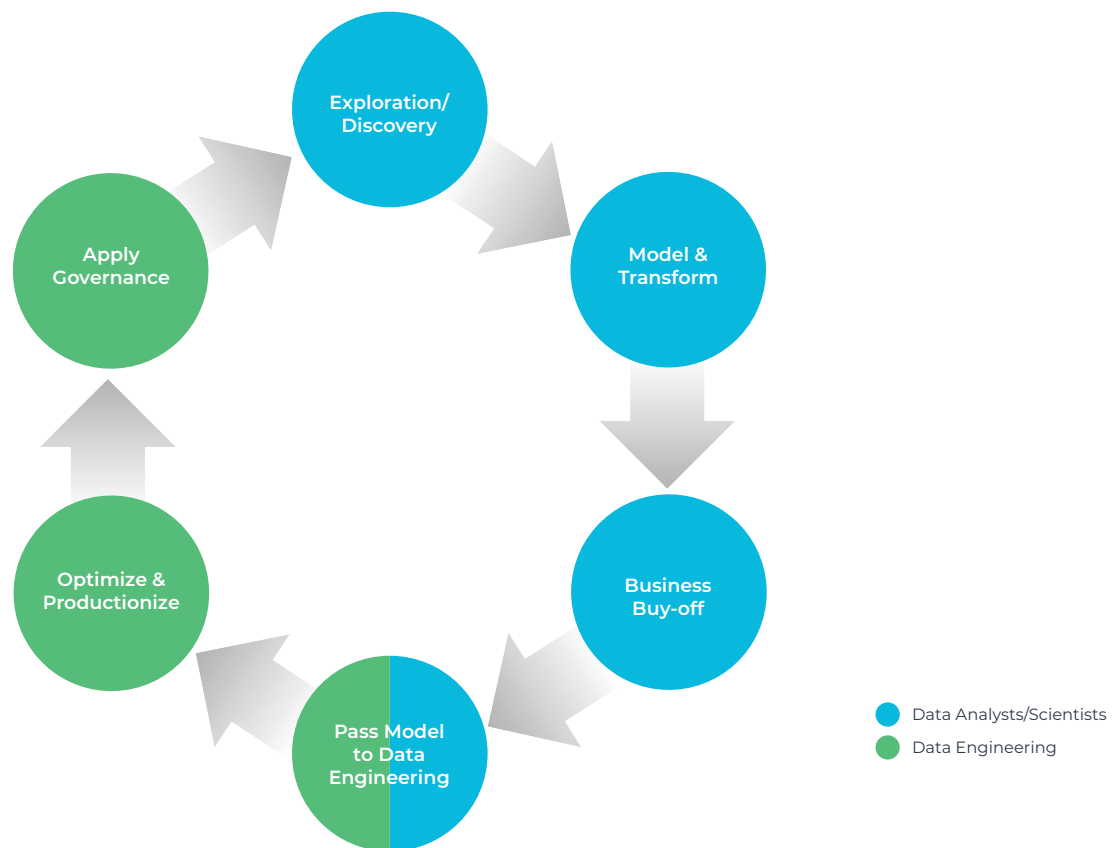 Exploration/
Discovery
Model &
Transform
Business
Buy-off
Pass Model
to Data
Engineering
Optimize &
Productionize
Apply
Governance
Data Analysts/Scientists
Data Engineering